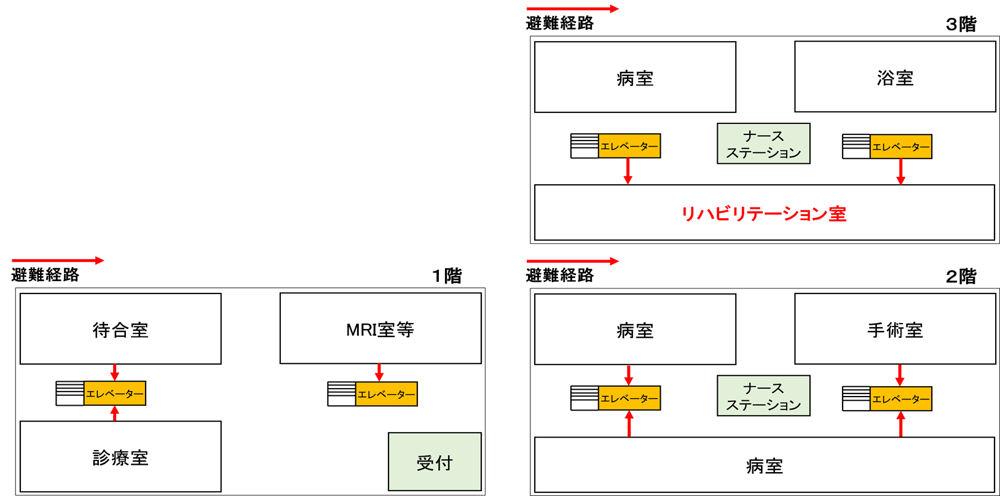 避難経路
3階
病室
浴室
エレベーター
ナース
ステーション
エレベーター
リハビリテーション室
避難経路
1階
待合室
MRI室等
エレベーター
エレベーター
診療室
受付
避難経路
2階
病室
手術室
エレベーター
ナース
ステーション
エレベーター
病室